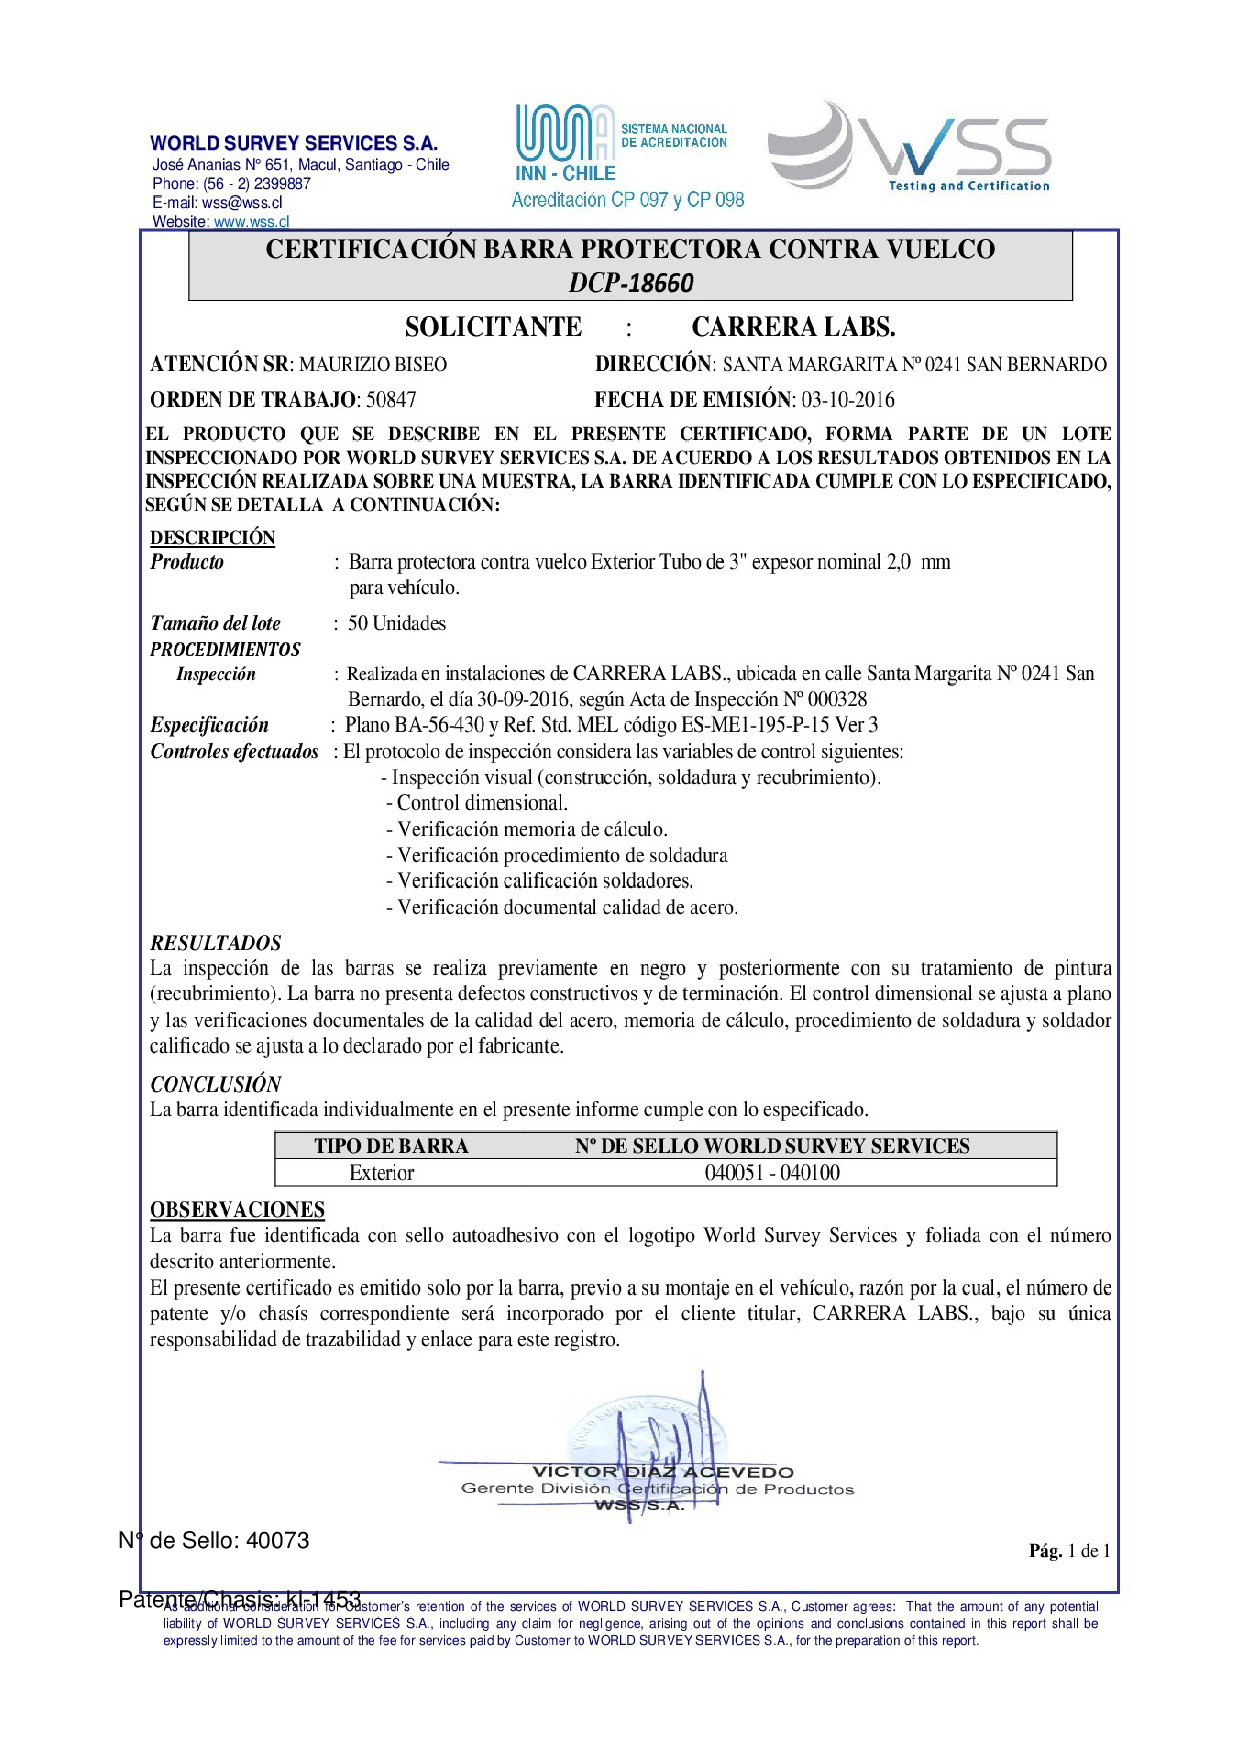 WORLD SURVEY SERVICES S.A.
José Ananias N° 651, Macul, Santiago - Chile
Phone: (56 - 2) 2399887
E-mail: wss@wss.cl
Website: www.wss.cl
INN - CHILE
SISTEMA NACIONAL
DE ACREDITACION
Acreditación CP 097 y CP 098
WSS
Testing and Certification
CERTIFICACIÓN BARRA PROTECTORA CONTRA VUELCO
DCP-18660
SOLICITANTE : CARRERA LABS.
ATENCIÓN SR: MAURIZIO BISEO DIRECCIÓN: SANTA MARGARITA Nº 0241 SAN BERNARDO
ORDEN DE TRABAJO: 50847 FECHA DE EMISIÓN: 03-10-2016
EL PRODUCTO QUE SE DESCRIBE EN EL PRESENTE CERTIFICADO, FORMA PARTE DE UN LOTE
INSPECCIONADO POR WORLD SURVEY SERVICES S.A. DE ACUERDO A LOS RESULTADOS OBTENIDOS EN LA
INSPECCIÓN REALIZADA SOBRE UNA MUESTRA, LA BARRA IDENTIFICADA CUMPLE CON LO ESPECIFICADO,
SEGÚN SE DETALLA A CONTINUACIÓN:
DESCRIPCIÓN
Producto : Barra protectora contra vuelco Exterior Tubo de 3" expesor nominal 2,0 mm
para vehículo.
Tamaño del lote : 50 Unidades
PROCEDIMIENTOS
Inspección : Realizada en instalaciones de CARRERA LABS., ubicada en calle Santa Margarita Nº 0241 San
Bernardo, el día 30-09-2016, según Acta de Inspección Nº 000328
Especificación : Plano BA-56-430 y Ref. Std. MEL código ES-ME1-195-P-15 Ver 3
Controles efectuados : El protocolo de inspección considera las variables de control siguientes:
- Inspección visual (construcción, soldadura y recubrimiento).
- Control dimensional.
- Verificación memoria de cálculo.
- Verificación procedimiento de soldadura
- Verificación calificación soldadores.
- Verificación documental calidad de acero.
RESULTADOS
La inspección de las barras se realiza previamente en negro y posteriormente con su tratamiento de pintura
(recubrimiento). La barra no presenta defectos constructivos y de terminación. El control dimensional se ajusta a plano
y las verificaciones documentales de la calidad del acero, memoria de cálculo, procedimiento de soldadura y soldador
calificado se ajusta a lo declarado por el fabricante.
CONCLUSIÓN
La barra identificada individualmente en el presente informe cumple con lo especificado.
TIPO DE BARRA Nº DE SELLO WORLD SURVEY SERVICES
Exterior 040051 - 040100
OBSERVACIONES
La barra fue identificada con sello autoadhesivo con el logotipo World Survey Services y foliada con el número
descrito anteriormente.
El presente certificado es emitido solo por la barra, previo a su montaje en el vehículo, razón por la cual, el número de
patente y/o chasís correspondiente será incorporado por el cliente titular, CARRERA LABS., bajo su única
responsabilidad de trazabilidad y enlace para este registro.
VÍCTOR DÍAZ ACEVEDO
Gerente División Certificación de Productos
WSS S.A.
N° de Sello: 40073
Pág. 1 de 1
Patente/Chasis: kl-1453
As additional consideration for Customer's retention of the services of WORLD SURVEY SERVICES S.A., Customer agrees: That the amount of any potential
liability of WORLD SURVEY SERVICES S.A., including any claim for negligence, arising out of the opinions and conclusions contained in this report shall be
expressly limited to the amount of the fee for services paid by Customer to WORLD SURVEY SERVICES S.A., for the preparation of this report.